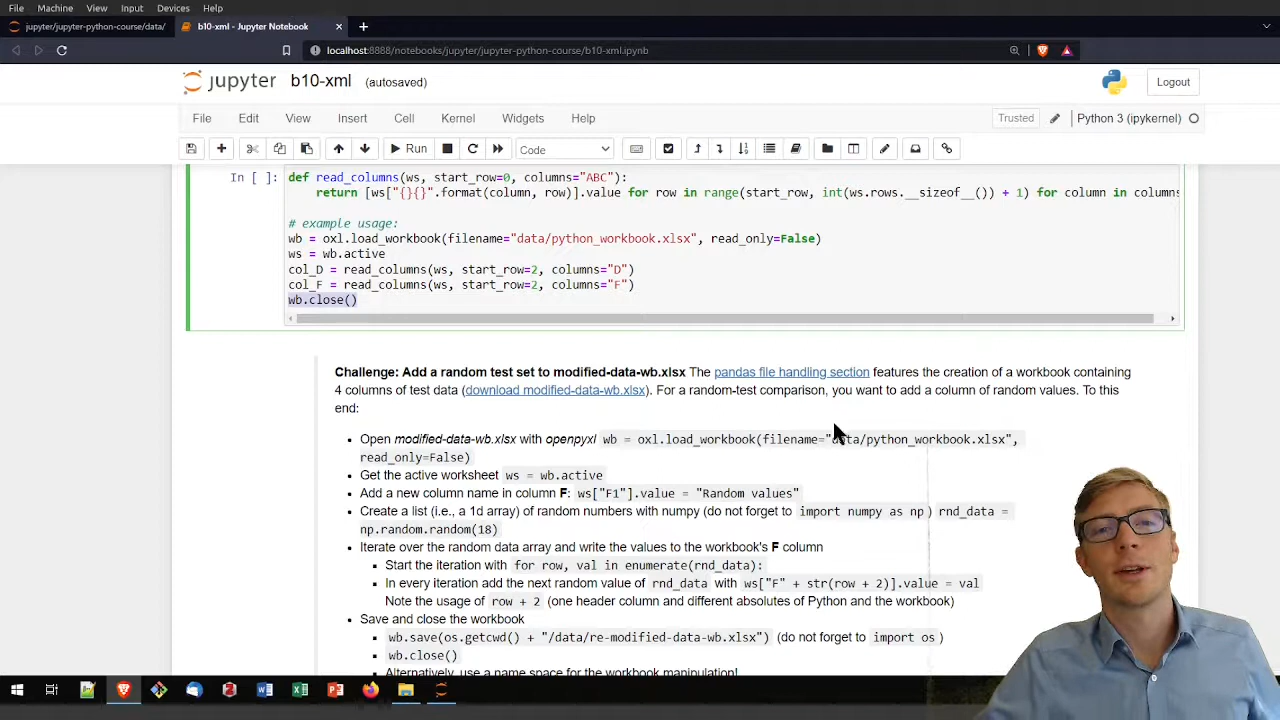 File Machine View Input Devices Help
jupyter/jupyter-python-course/data/
b10-xml - Jupyter Notebook
localhost:8888/notebooks/jupyter/jupyter-python-course/b10-xml.ipynb
jupyter b10-xml (autosaved)
Logout
File Edit View Insert Cell Kernel Widgets Help
Trusted
Python 3 (ipykernel)
Run
Code
In [ ]: def read_columns(ws, start_row=0, columns="ABC"):
return [ws["{}{}".format(column, row)].value for row in range(start_row, int(ws.rows.__sizeof__()) + 1) for column in columns
# example usage:
wb = oxl.load_workbook(filename="data/python_workbook.xlsx", read_only=False)
ws = wb.active
col_D = read_columns(ws, start_row=2, columns="D")
col_F = read_columns(ws, start_row=2, columns="F")
wb.close()
Challenge: Add a random test set to modified-data-wb.xlsx The pandas file handling section features the creation of a workbook containing
4 columns of test data (download modified-data-wb.xlsx). For a random-test comparison, you want to add a column of random values. To this
end:
• Open modified-data-wb.xlsx with openpyxl wb = oxl.load_workbook(filename="data/python_workbook.xlsx",
read_only=False)
• Get the active worksheet ws = wb.active
• Add a new column name in column F: ws["F1"].value = "Random values"
• Create a list (i.e., a 1d array) of random numbers with numpy (do not forget to import numpy as np) rnd_data =
np.random.random(18)
• Iterate over the random data array and write the values to the workbook's F column
▪ Start the iteration with for row, val in enumerate(rnd_data):
▪ In every iteration add the next random value of rnd_data with ws["F" + str(row + 2)].value = val
Note the usage of row + 2 (one header column and different absolutes of Python and the workbook)
• Save and close the workbook
▪ wb.save(os.getcwd() + "/data/re-modified-data-wb.xlsx") (do not forget to import os)
▪ wb.close()
▪ Alternatively, use a name space for the workbook manipulation!